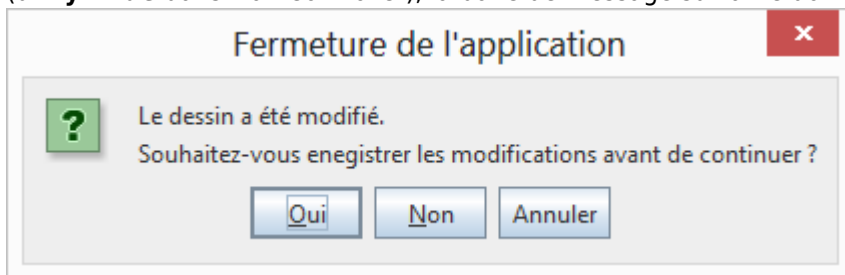 Fermeture de l'application
x
?
Le dessin a été modifié.
Souhaitez-vous enegistrer les modifications avant de continuer ?
Oui Non Annuler